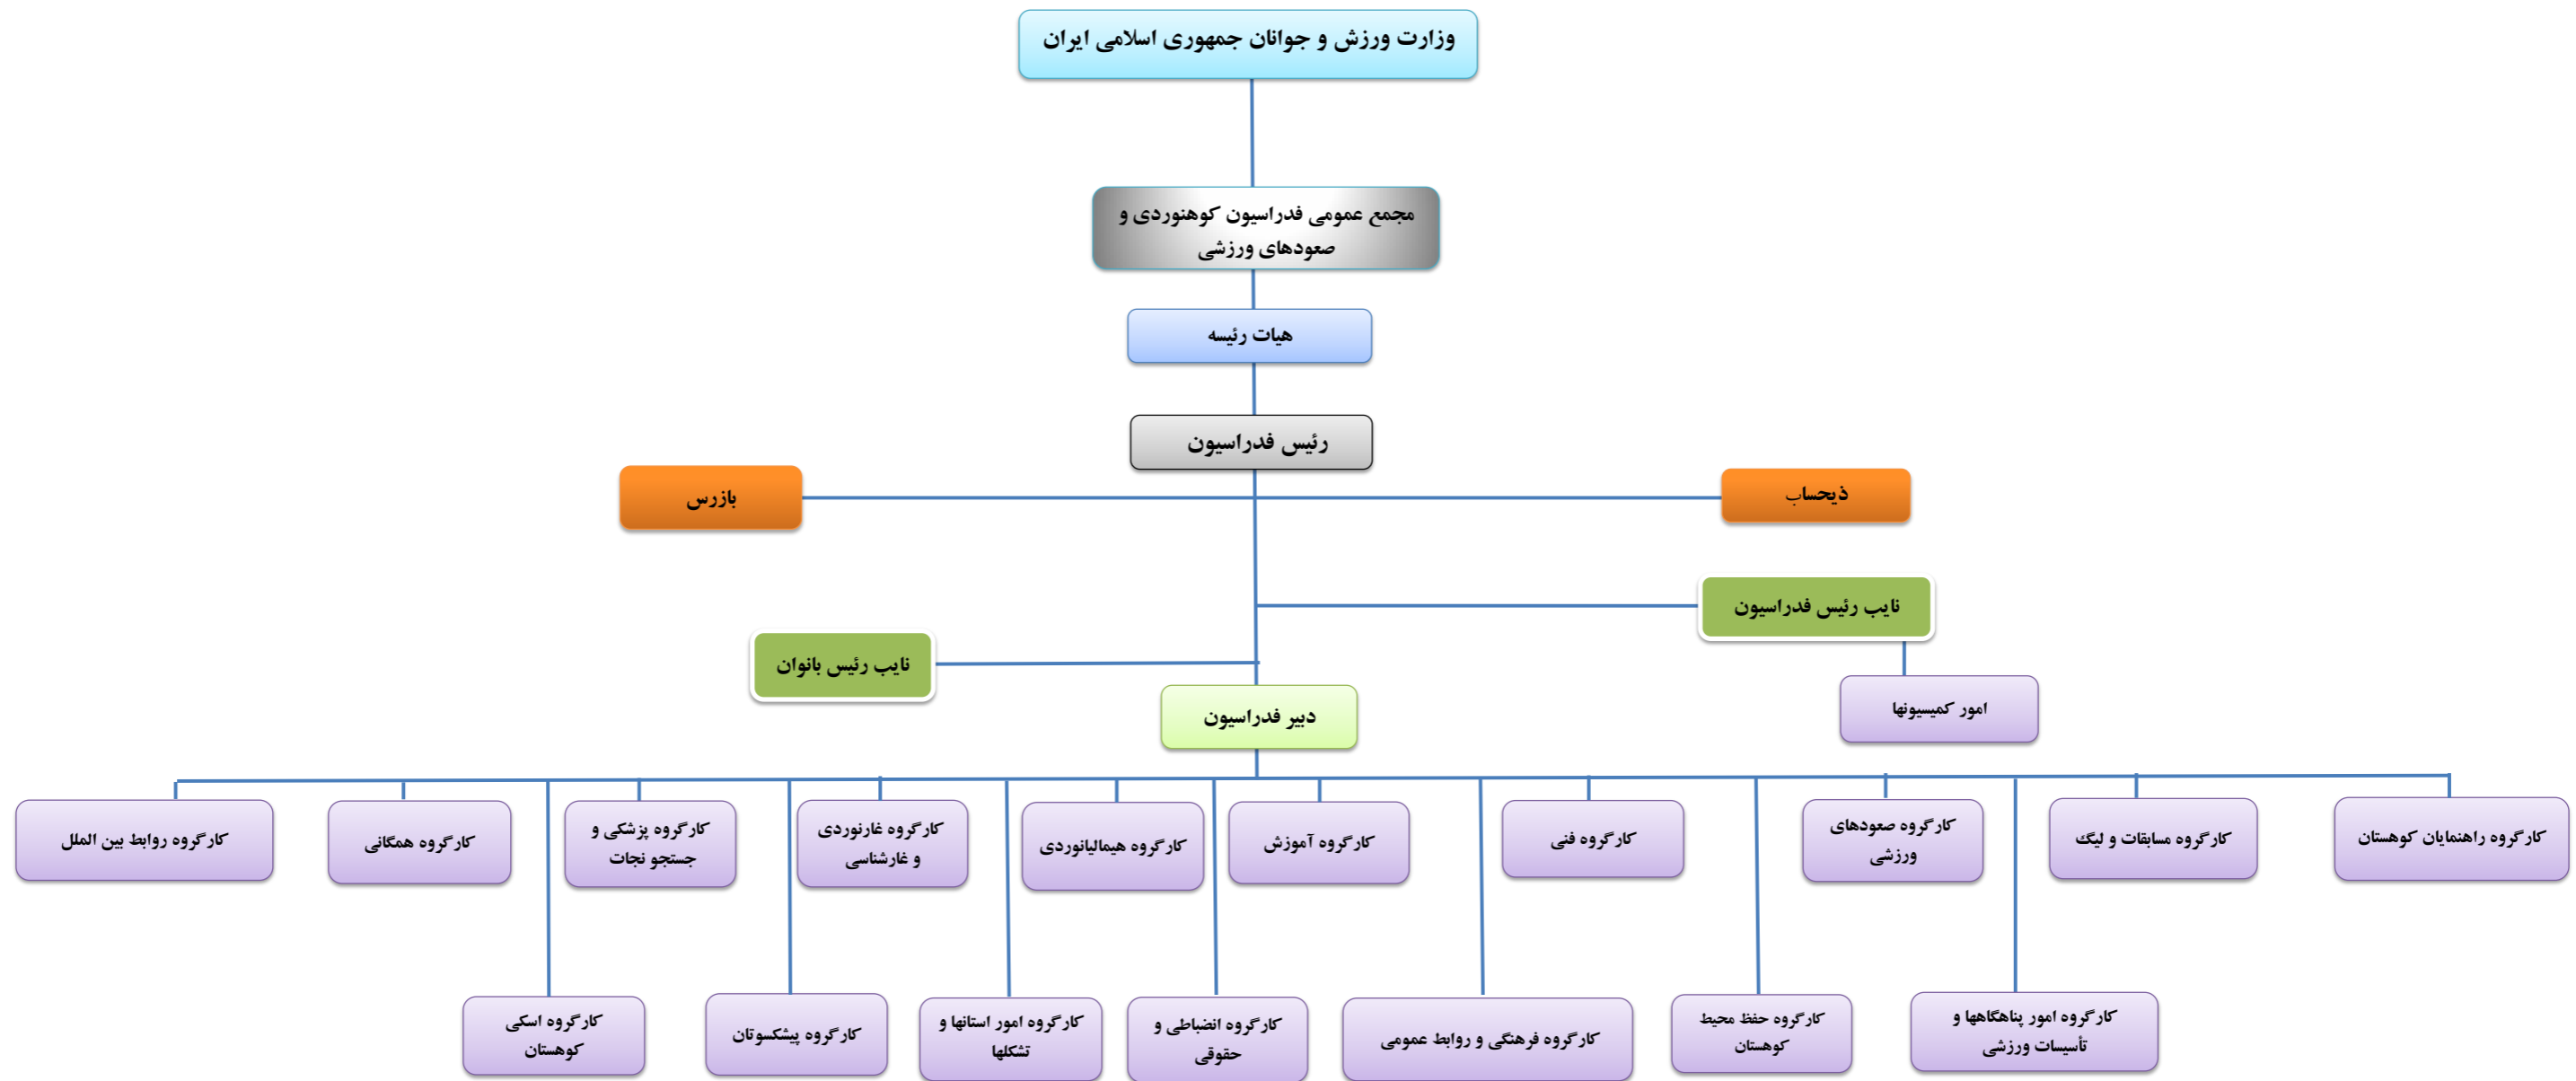 وزارت ورزش و جوانان جمهوری اسلامی ایران
مجمع عمومی فدراسیون کوهنوردی و
صعودهای ورزشی
هیات رئیسه
رئیس فدراسیون
ذیحساب
بازرس
نایب رئیس فدراسیون
نایب رئیس بانوان
امور کمیسیونها
دبیر فدراسیون
کارگروه راهنمایان کوهستان
کارگروه مسابقات و لیگ
کارگروه صعودهای
ورزشی
کارگروه فنی
کارگروه آموزش
کارگروه هیمالیانوردی
کارگروه غارنوردی
و غارشناسی
کارگروه پزشکی و
جستجو نجات
کارگروه همگانی
کارگروه روابط بین الملل
کارگروه امور پناهگاهها و
تأسیسات ورزشی
کارگروه حفظ محیط
کوهستان
کارگروه فرهنگی و روابط عمومی
کارگروه انضباطی و
حقوقی
کارگروه امور استانها و
تشکلها
کارگروه پیشکسوتان
کارگروه اسکی
کوهستان